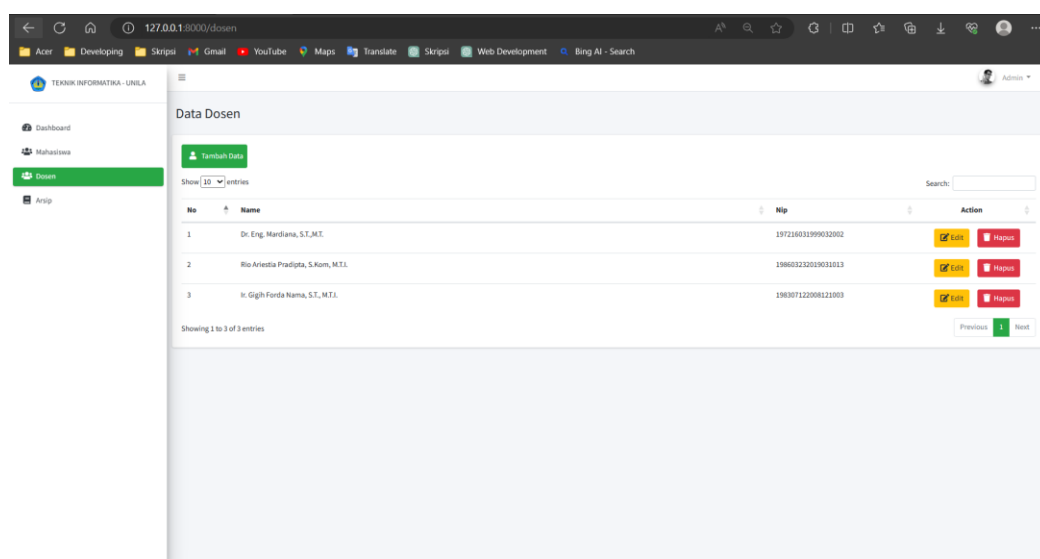 127.0.0.1:8000/dosen
Acer Developing Skripsi Gmail YouTube Maps Translate Skripsi Web Development Bing AI - Search
TEKNIK INFORMATIKA - UNILA
Admin
Data Dosen
Dashboard
Mahasiswa
Dosen
Arsip
Tambah Data
Show 10 entries
Search:
No Name Nip Action
1 Dr. Eng. Mardiana, S.T.,M.T. 197216031999032002 Edit Hapus
2 Rio Ariestia Pradipta, S.Kom, M.T.I. 198603232019031013 Edit Hapus
3 Ir. Gigih Forda Nama, S.T., M.T.I. 198307122008121003 Edit Hapus
Showing 1 to 3 of 3 entries
Previous 1 Next